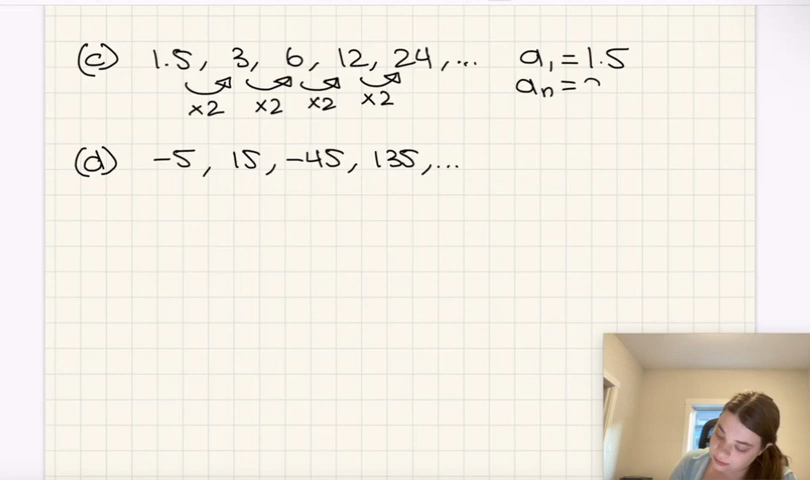 (c) 1.5, 3, 6, 12, 24,... a₁ = 1.5
×2 ×2 ×2 ×2 aₙ =
(d) -5, 15, -45, 135,...